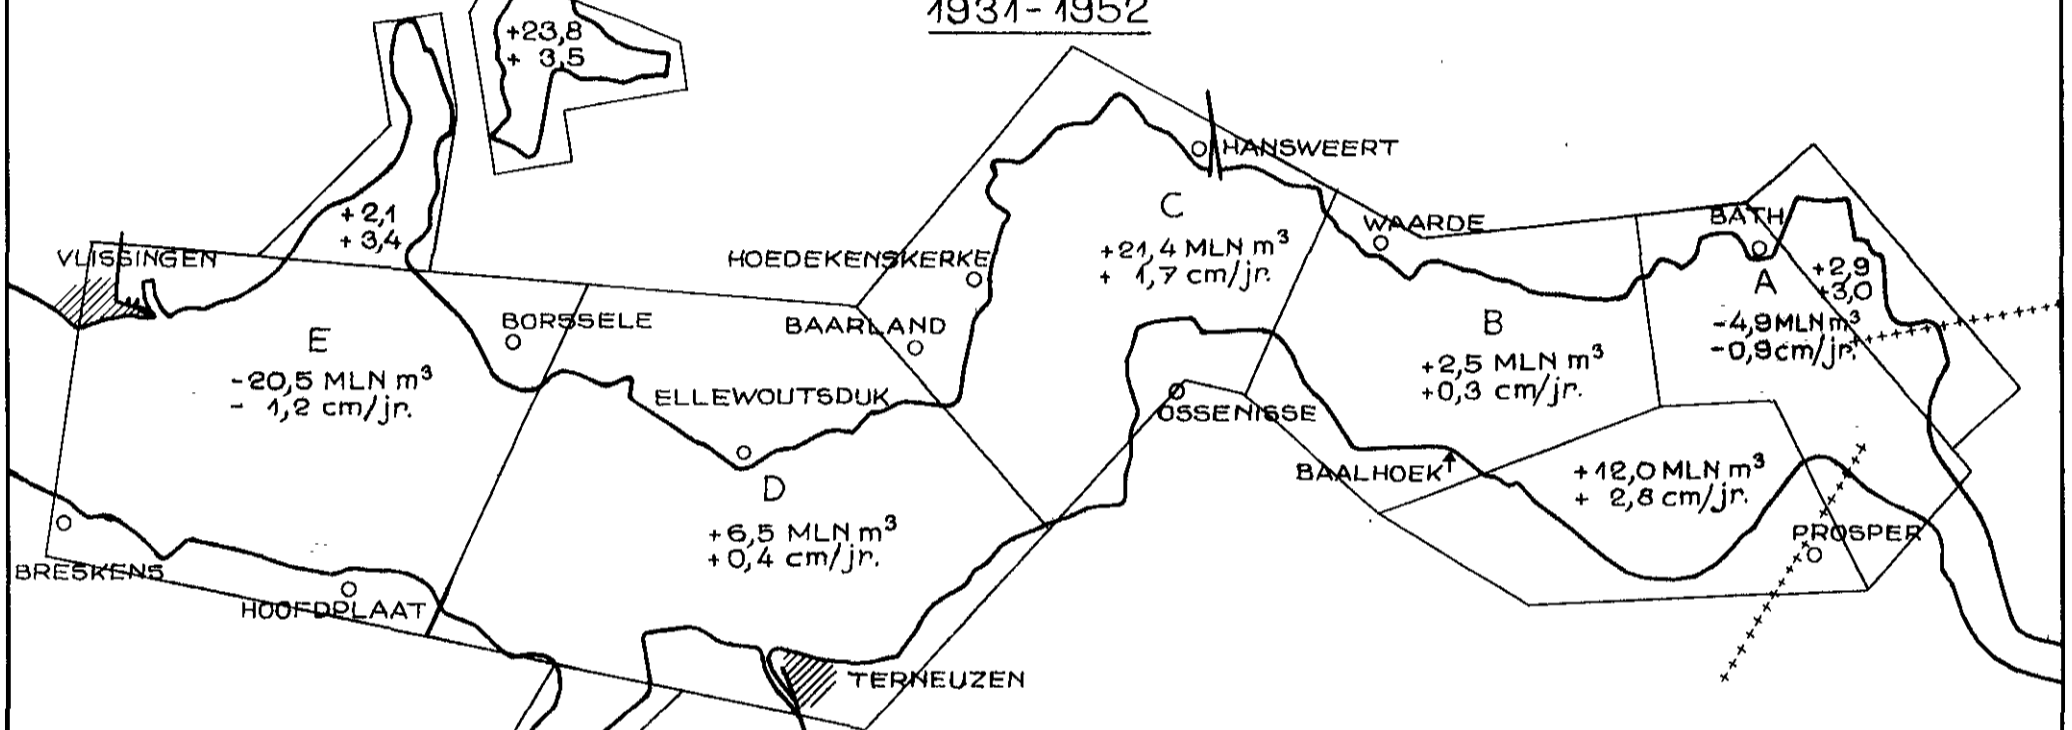 1931-1952
+23,8
+ 3,5
HANSWEERT
C
+21,4 MLN m³
+ 1,7 cm/jr.
WAARDE
BATH
+ 2,1
+ 3,4
VLISSINGEN
HOEDEKENSKERKE
A
+2,9
+3,0
-4,9 MLN m³
-0,9 cm/jr.
E
-20,5 MLN m³
- 1,2 cm/jr.
BORSSELE
BAARLAND
B
+2,5 MLN m³
+0,3 cm/jr.
ELLEWOUTSDIJK
OSSENISSE
BAALHOEK
+12,0 MLN m³
+ 2,8 cm/jr.
D
+6,5 MLN m³
+0,4 cm/jr.
PROSPER
BRESKENS
HOOFDPLAAT
TERNEUZEN